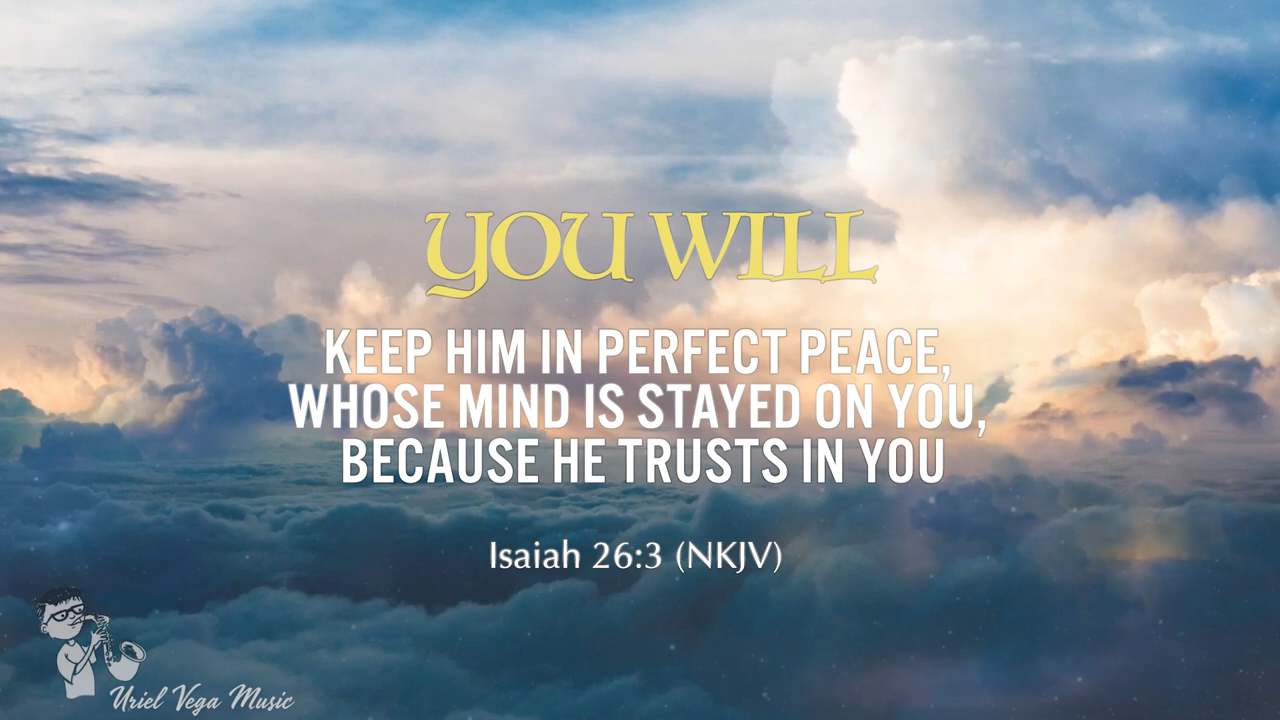 YOU WILL
KEEP HIM IN PERFECT PEACE,
WHOSE MIND IS STAYED ON YOU,
BECAUSE HE TRUSTS IN YOU
Isaiah 26:3 (NKJV)
Uriel Vega Music